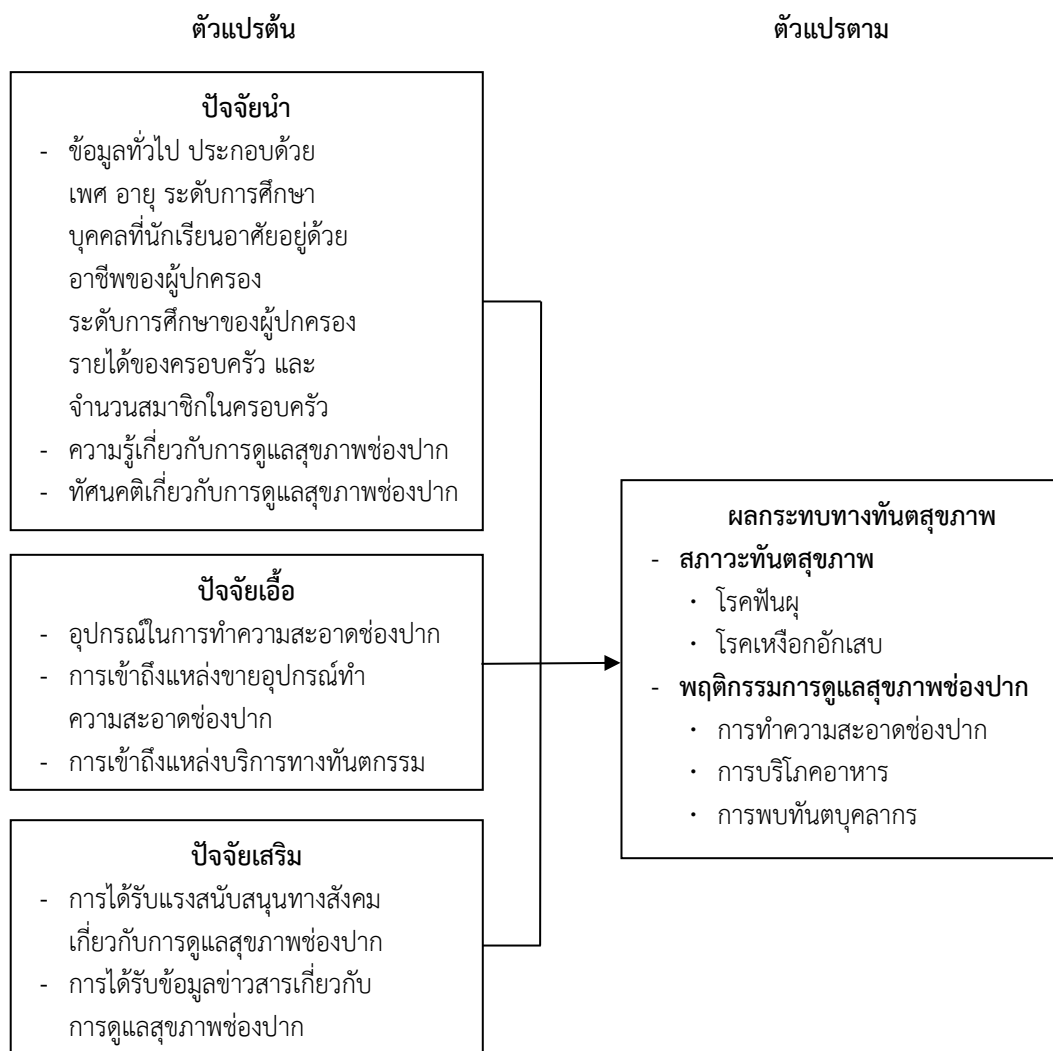 ตัวแปรต้น
ตัวแปรตาม
ปัจจัยนำ
- ข้อมูลทั่วไป ประกอบด้วย
เพศ อายุ ระดับการศึกษา
บุคคลที่นักเรียนอาศัยอยู่ด้วย
อาชีพของผู้ปกครอง
ระดับการศึกษาของผู้ปกครอง
รายได้ของครอบครัว และ
จำนวนสมาชิกในครอบครัว
- ความรู้เกี่ยวกับการดูแลสุขภาพช่องปาก
- ทัศนคติเกี่ยวกับการดูแลสุขภาพช่องปาก
ปัจจัยเอื้อ
- อุปกรณ์ในการทำความสะอาดช่องปาก
- การเข้าถึงแหล่งขายอุปกรณ์ทำ
ความสะอาดช่องปาก
- การเข้าถึงแหล่งบริการทางทันตกรรม
ปัจจัยเสริม
- การได้รับแรงสนับสนุนทางสังคม
เกี่ยวกับการดูแลสุขภาพช่องปาก
- การได้รับข้อมูลข่าวสารเกี่ยวกับ
การดูแลสุขภาพช่องปาก
ผลกระทบทางทันตสุขภาพ
- สภาวะทันตสุขภาพ
· โรคฟันผุ
· โรคเหงือกอักเสบ
- พฤติกรรมการดูแลสุขภาพช่องปาก
· การทำความสะอาดช่องปาก
· การบริโภคอาหาร
· การพบทันตบุคลากร